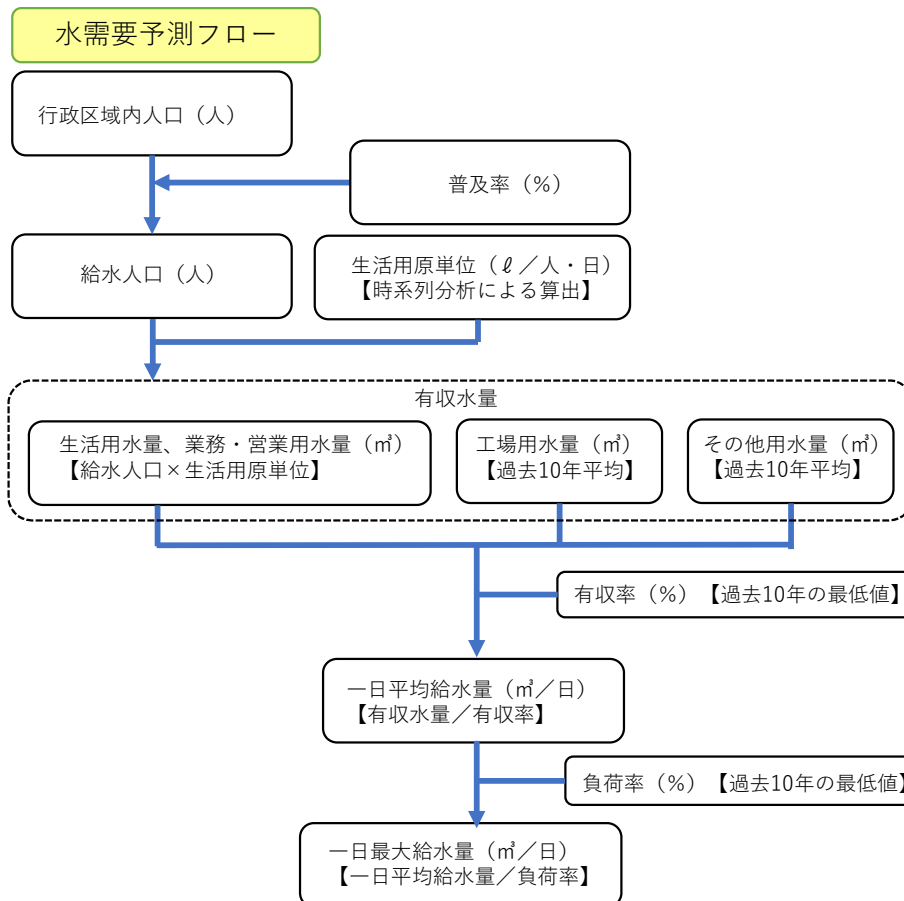 水需要予測フロー
行政区域内人口（人）
普及率（%）
給水人口（人）
生活用原単位（ℓ／人・日）
【時系列分析による算出】
有収水量
生活用水量、業務・営業用水量（㎥）
【給水人口×生活用原単位】
工場用水量（㎥）
【過去10年平均】
その他用水量（㎥）
【過去10年平均】
有収率（%）【過去10年の最低値】
一日平均給水量（㎥／日）
【有収水量／有収率】
負荷率（%）【過去10年の最低値】
一日最大給水量（㎥／日）
【一日平均給水量／負荷率】